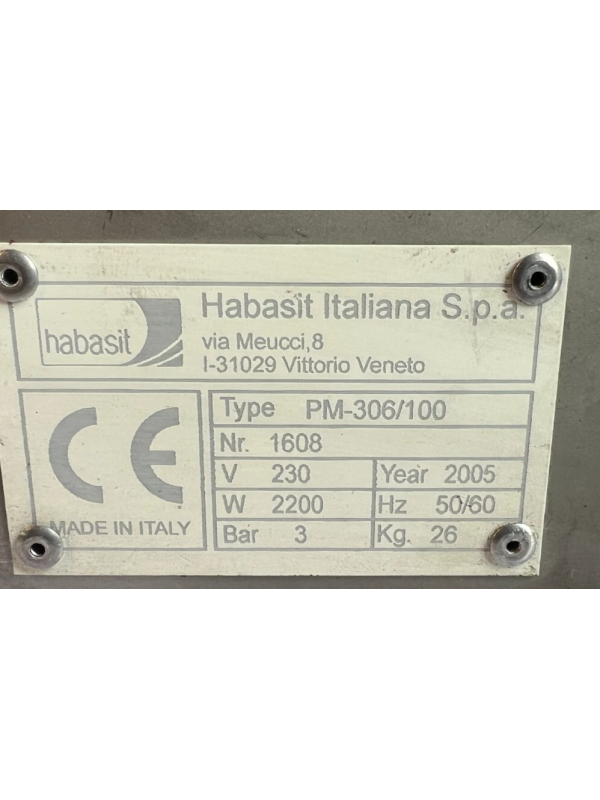 habasit
Habasit Italiana S.p.a.
via Meucci,8
I-31029 Vittorio Veneto
CE
MADE IN ITALY
Type PM-306/100
Nr. 1608
V 230 Year 2005
W 2200 Hz 50/60
Bar 3 Kg. 26